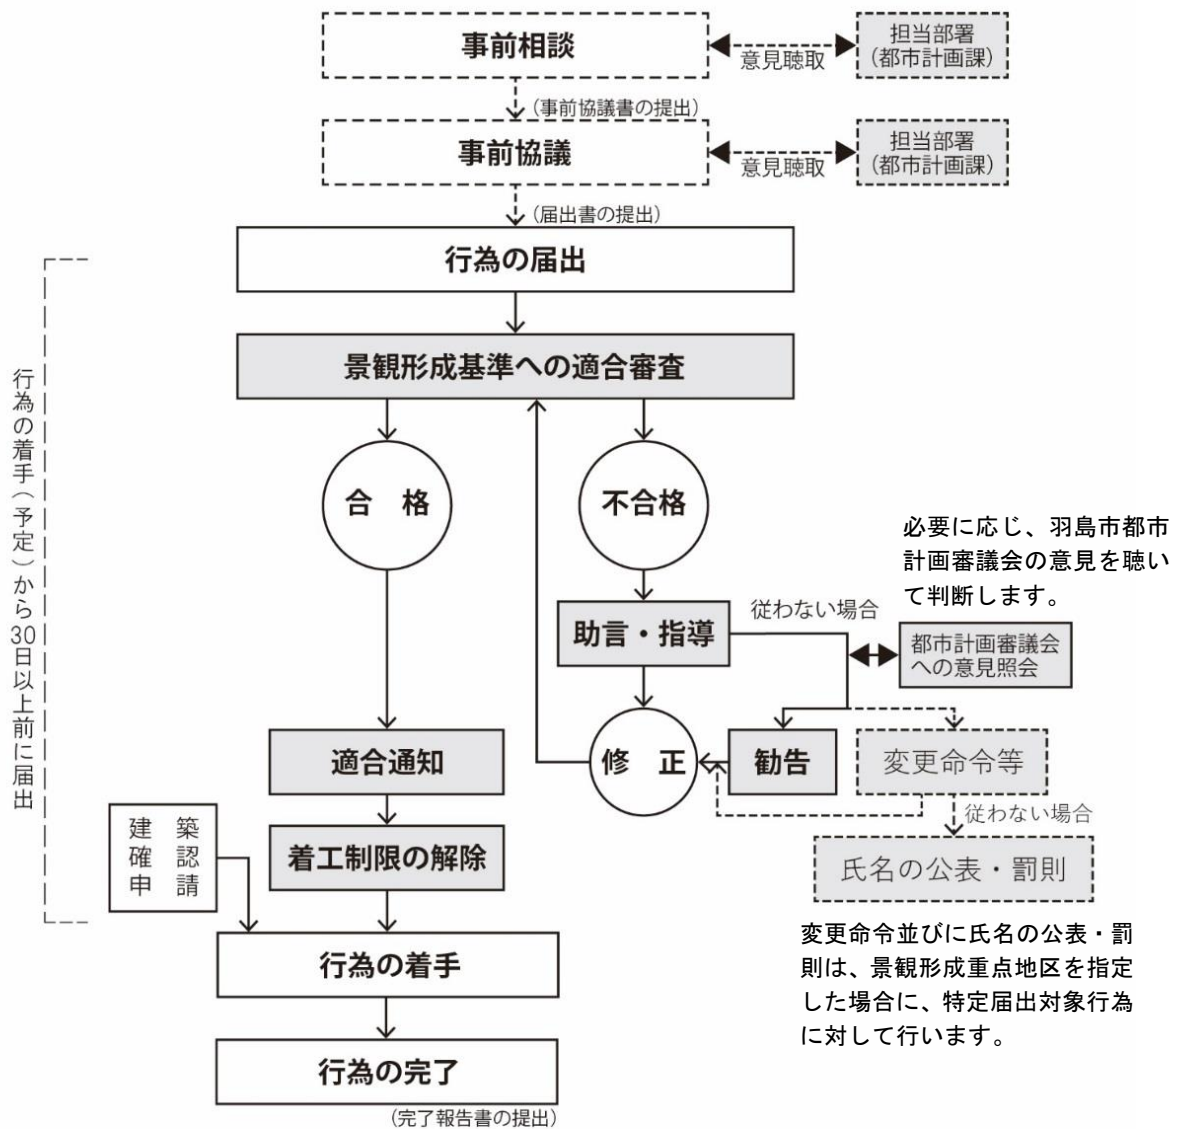 事前相談
意見聴取
担当部署
(都市計画課)
(事前協議書の提出)
事前協議
意見聴取
担当部署
(都市計画課)
(届出書の提出)
行為の届出
景観形成基準への適合審査
行為の着手(予定)から30日以上前に届出
合 格
不合格
必要に応じ、羽島市都市
計画審議会の意見を聴い
て判断します。
従わない場合
助言・指導
都市計画審議会
への意見照会
適合通知
修 正
勧告
変更命令等
従わない場合
建 築
確 認
申 請
着工制限の解除
氏名の公表・罰則
変更命令並びに氏名の公表・罰
則は、景観形成重点地区を指定
した場合に、特定届出対象行為
に対して行います。
行為の着手
行為の完了
(完了報告書の提出)